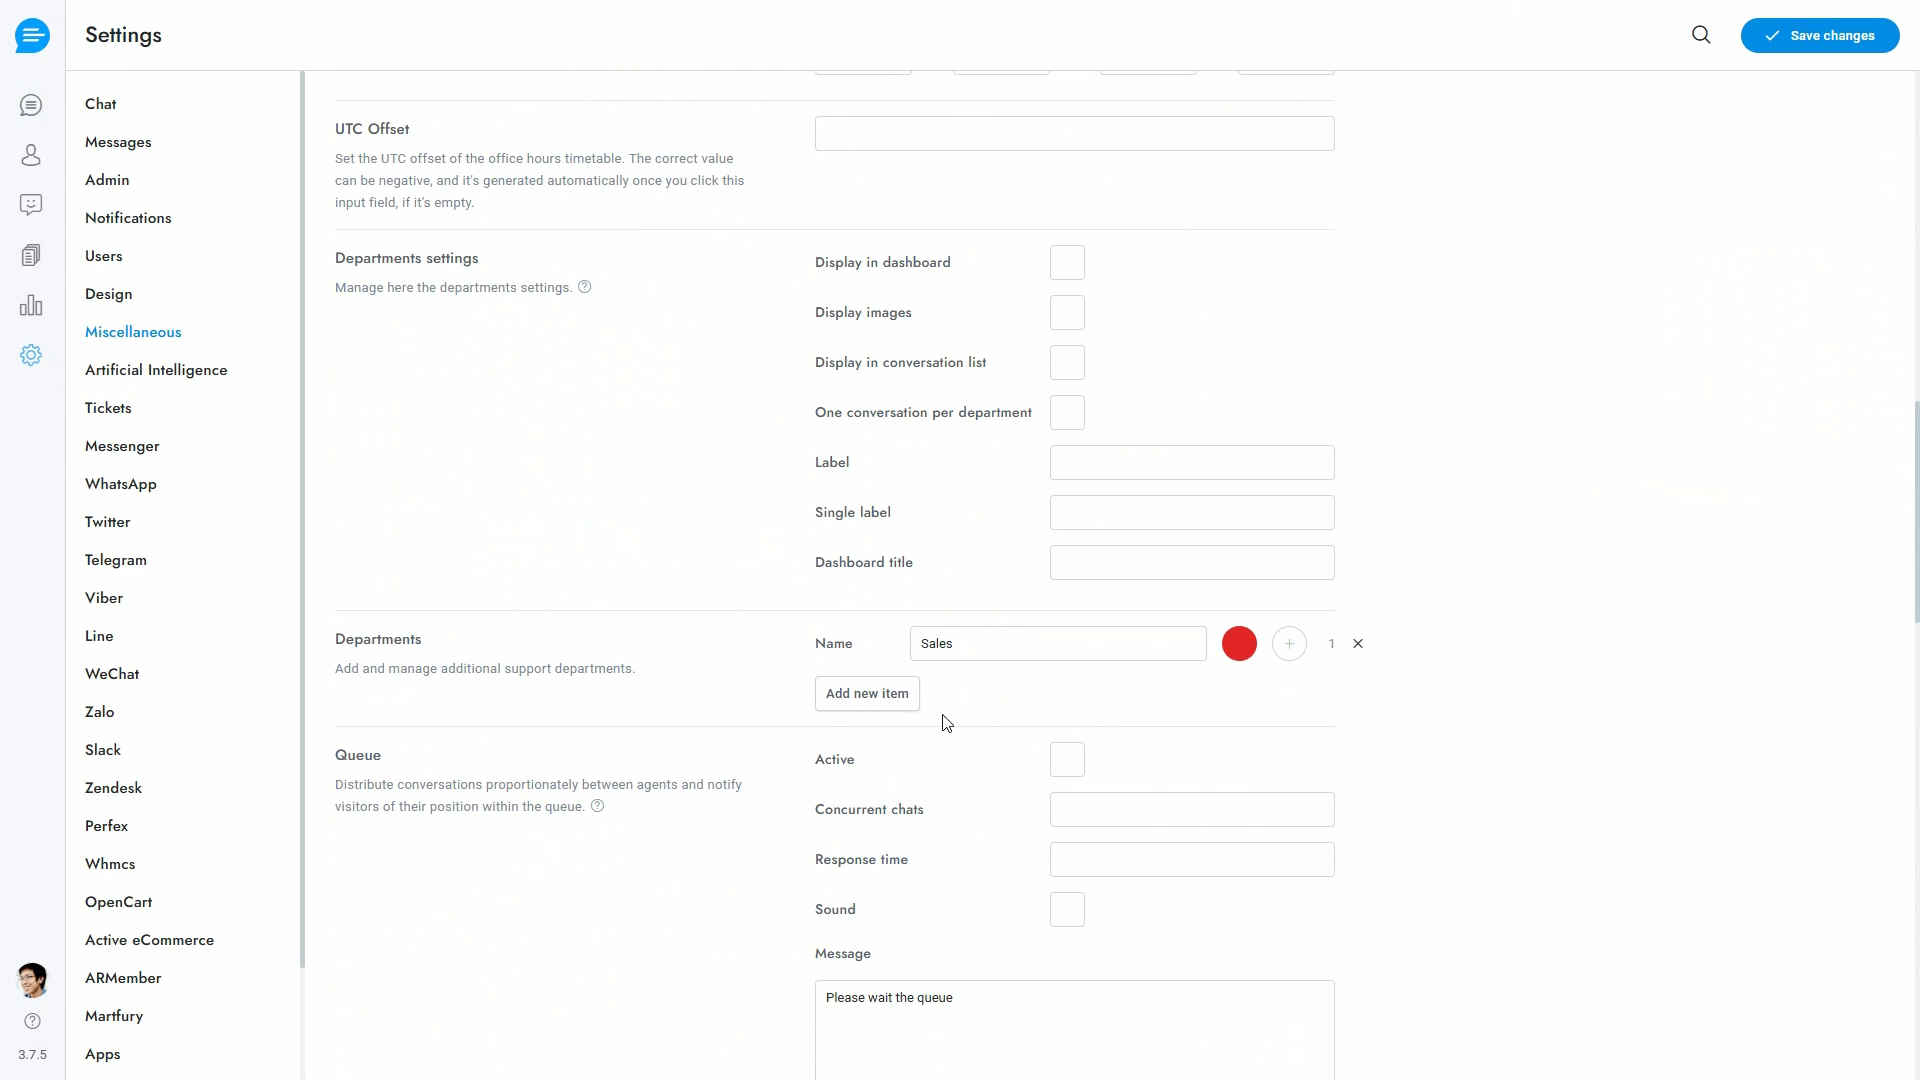 Settings
Save changes
Chat
Messages
Admin
Notifications
Users
Design
Miscellaneous
Artificial Intelligence
Tickets
Messenger
WhatsApp
Twitter
Telegram
Viber
Line
WeChat
Zalo
Slack
Zendesk
Perfex
Whmcs
OpenCart
Active eCommerce
ARMember
Martfury
Apps
3.7.5
UTC Offset
Set the UTC offset of the office hours timetable. The correct value
can be negative, and it's generated automatically once you click this
input field, if it's empty.
Departments settings
Manage here the departments settings.
Display in dashboard
Display images
Display in conversation list
One conversation per department
Label
Single label
Dashboard title
Departments
Add and manage additional support departments.
Name
Sales
1
Add new item
Queue
Distribute conversations proportionately between agents and notify
visitors of their position within the queue.
Active
Concurrent chats
Response time
Sound
Message
Please wait the queue